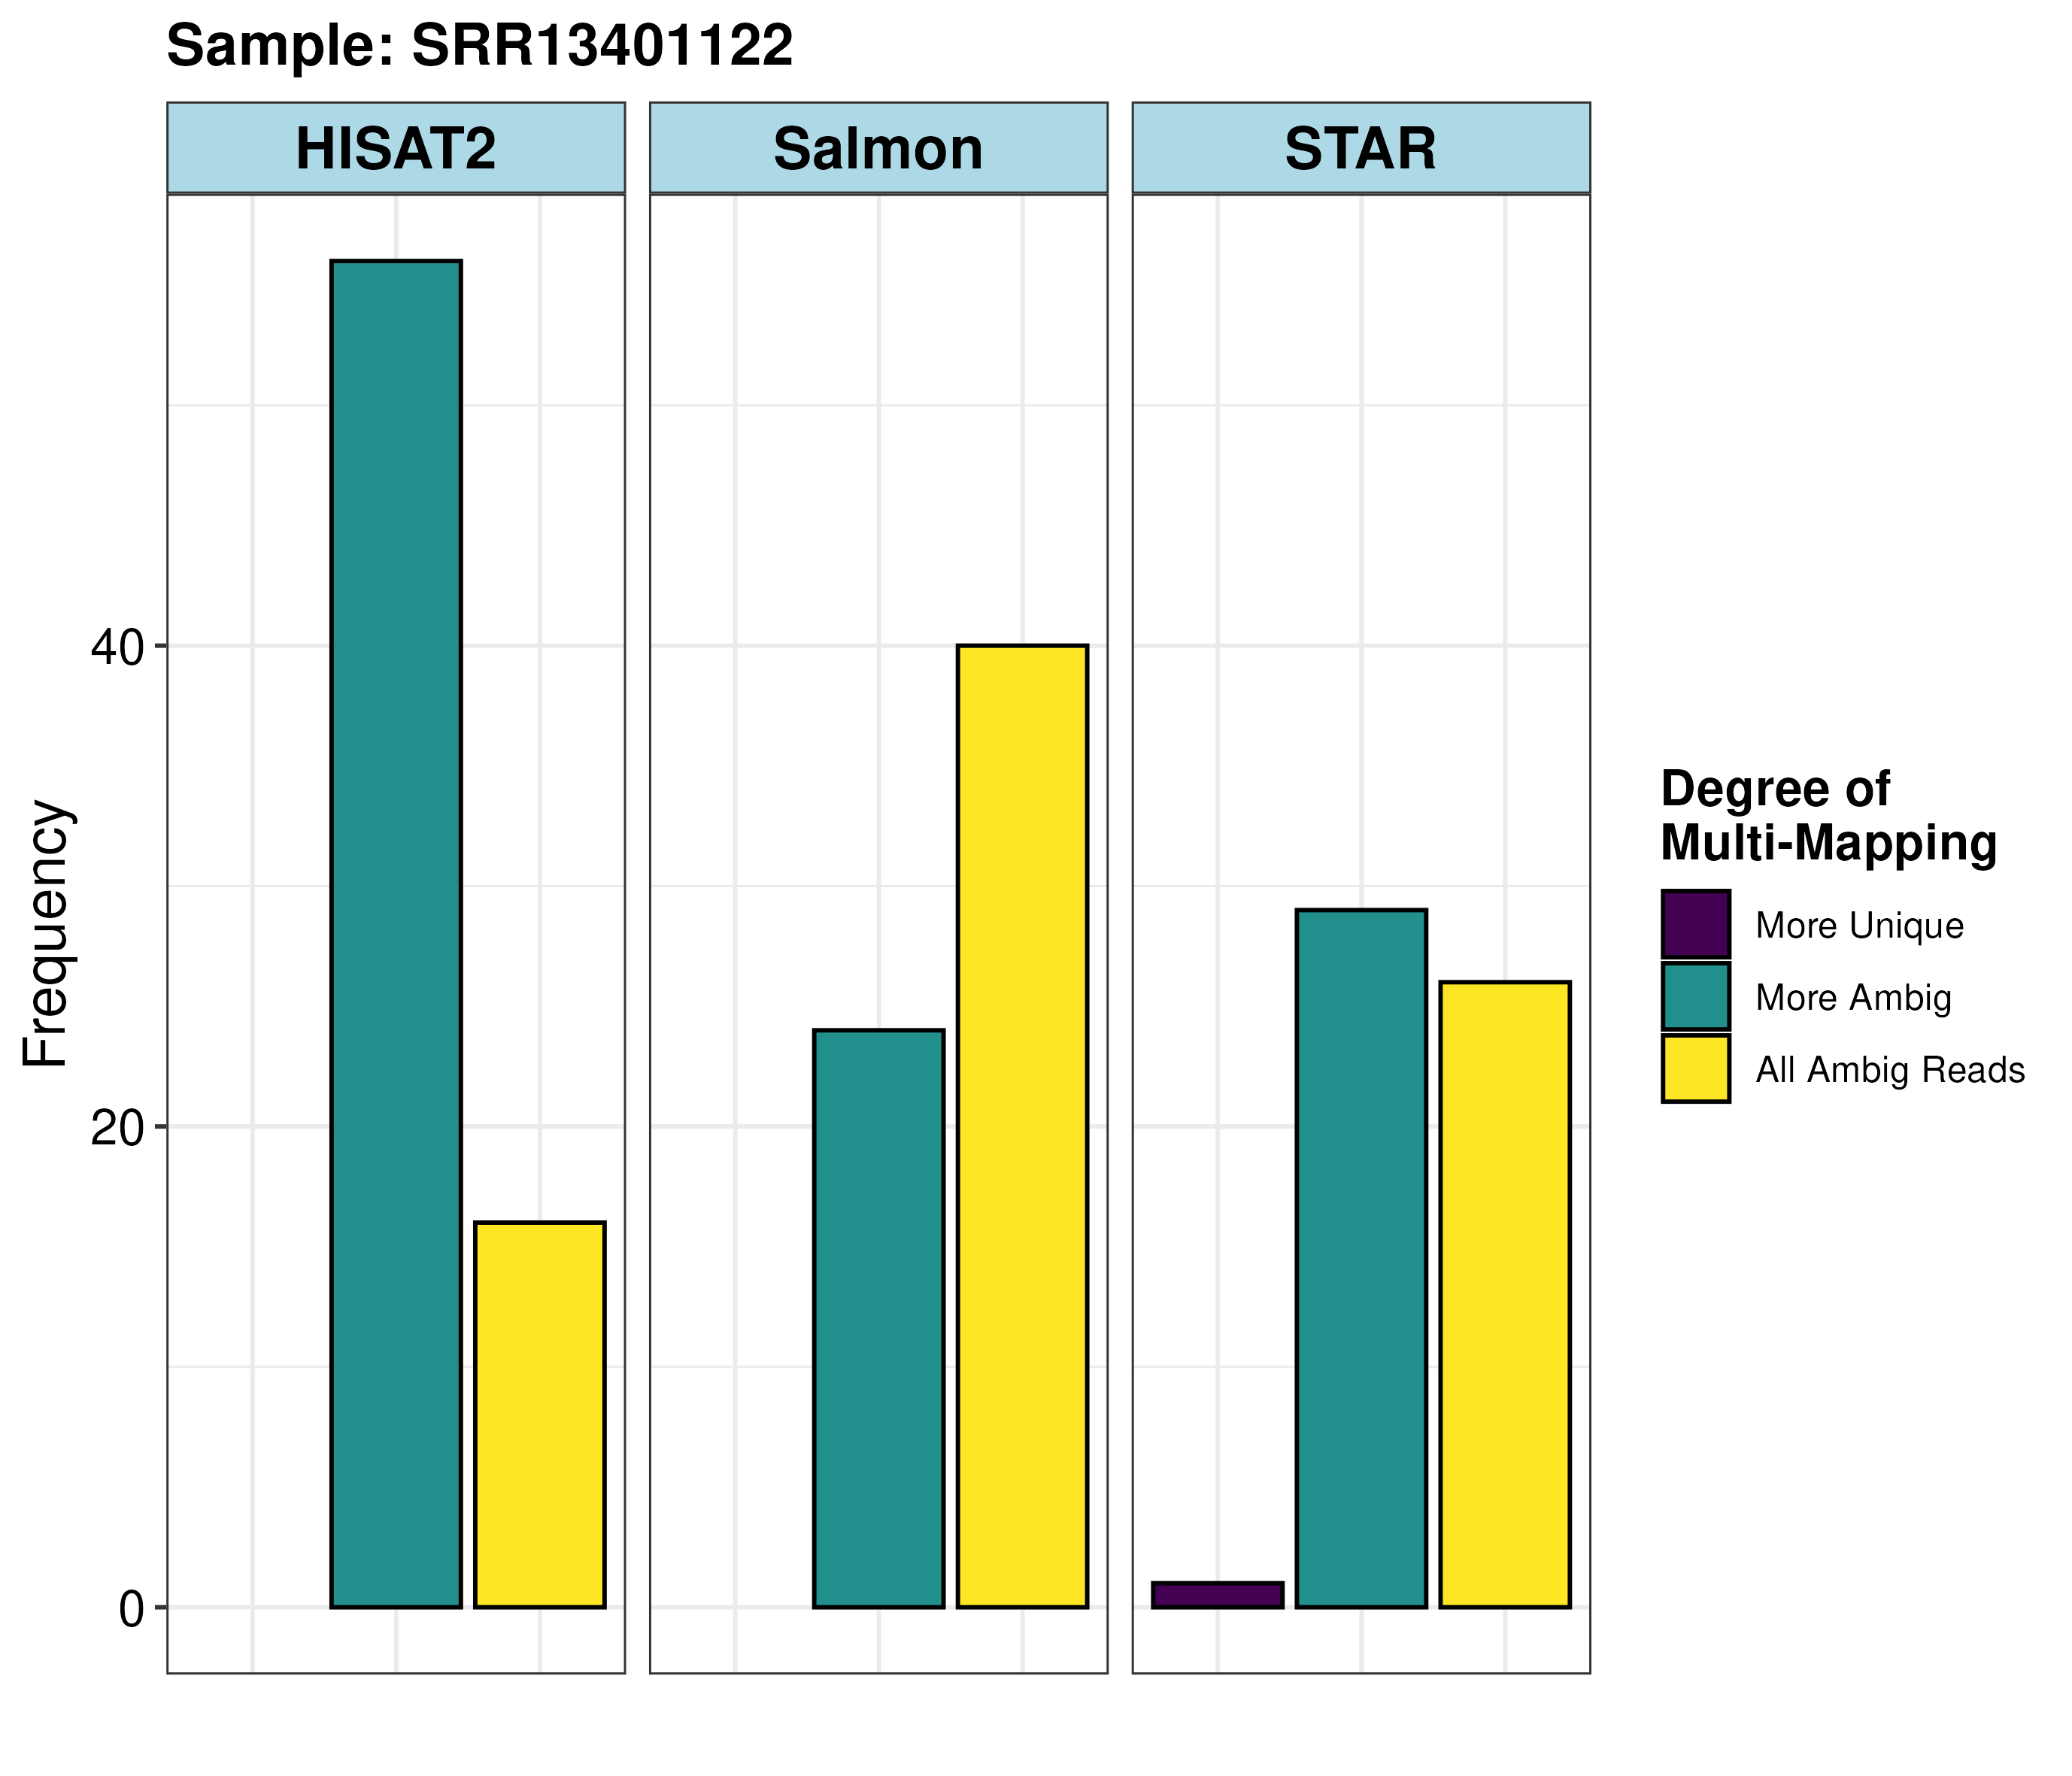 Sample: SRR13401122
HISAT2
Salmon
STAR
Frequency
40
20
0
Degree of
Multi-Mapping
More Unique
More Ambig
All Ambig Reads